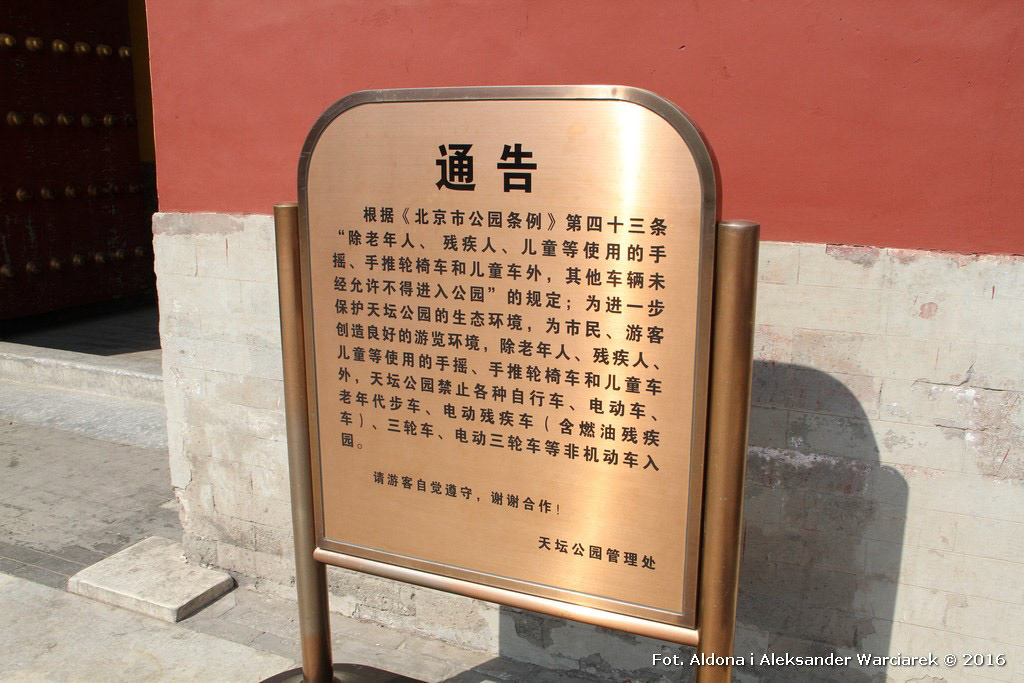 通告
根据《北京市公园条例》第四十三条
“除老年人、残疾人、儿童等使用的手
摇、手推轮椅车和儿童车外，其他车辆未
经允许不得进入公园”的规定；为进一步
保护天坛公园的生态环境，为市民、游客
创造良好的游览环境，除老年人、残疾人、
儿童等使用的手摇、手推轮椅车和儿童车
外，天坛公园禁止各种自行车、电动车、
老年代步车、电动残疾车（含燃油残疾
车）、三轮车、电动三轮车等非机动车入
园。
请游客自觉遵守，谢谢合作！
天坛公园管理处
Fot. Aldona i Aleksander Warciarek © 2016